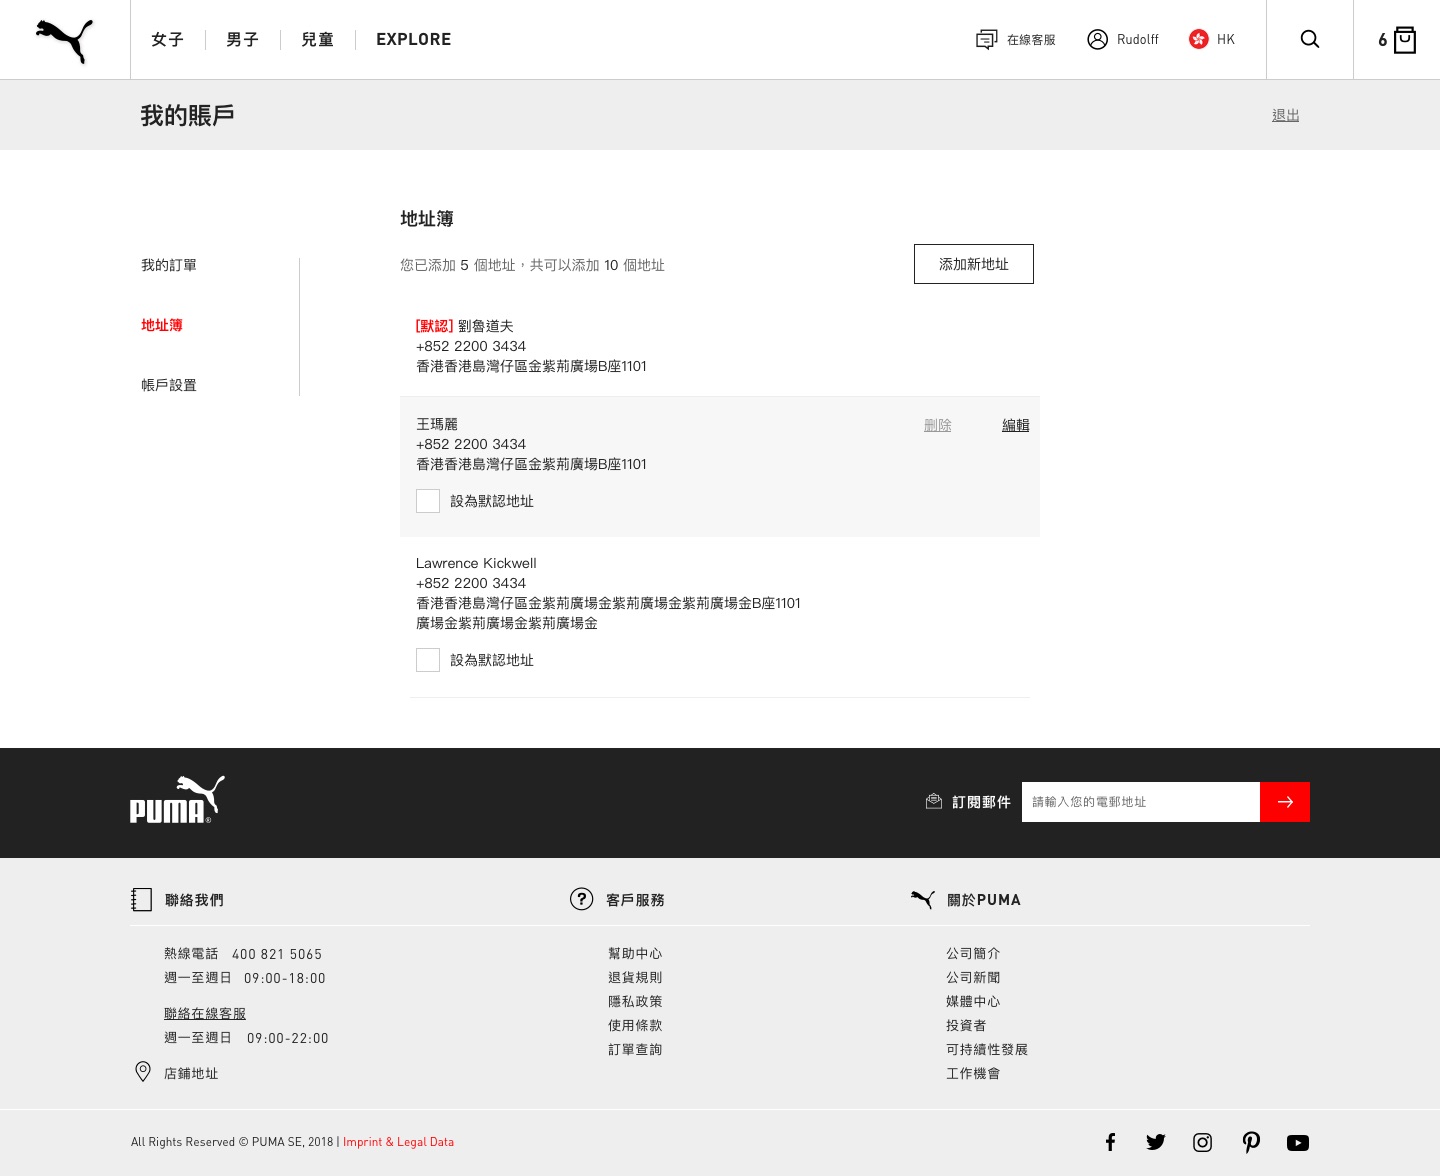 女子
男子
兒童
EXPLORE
在線客服
Rudolff
HK
6
我的賬戶
退出
地址簿
我的訂單
地址簿
帳戶設置
您已添加 5 個地址，共可以添加 10 個地址
添加新地址
[默認] 劉魯道夫
+852 2200 3434
香港香港島灣仔區金紫荊廣場B座1101
王瑪麗
刪除
編輯
+852 2200 3434
香港香港島灣仔區金紫荊廣場B座1101
設為默認地址
Lawrence Kickwell
+852 2200 3434
香港香港島灣仔區金紫荊廣場金紫荊廣場金紫荊廣場金B座1101
廣場金紫荊廣場金紫荊廣場金
設為默認地址
PUMA®
訂閱郵件
請輸入您的電郵地址
聯絡我們
熱線電話 400 821 5065
週一至週日 09:00-18:00
聯絡在線客服
週一至週日 09:00-22:00
店鋪地址
客戶服務
幫助中心
退貨規則
隱私政策
使用條款
訂單查詢
關於PUMA
公司簡介
公司新聞
媒體中心
投資者
可持續性發展
工作機會
All Rights Reserved © PUMA SE, 2018 | Imprint & Legal Data